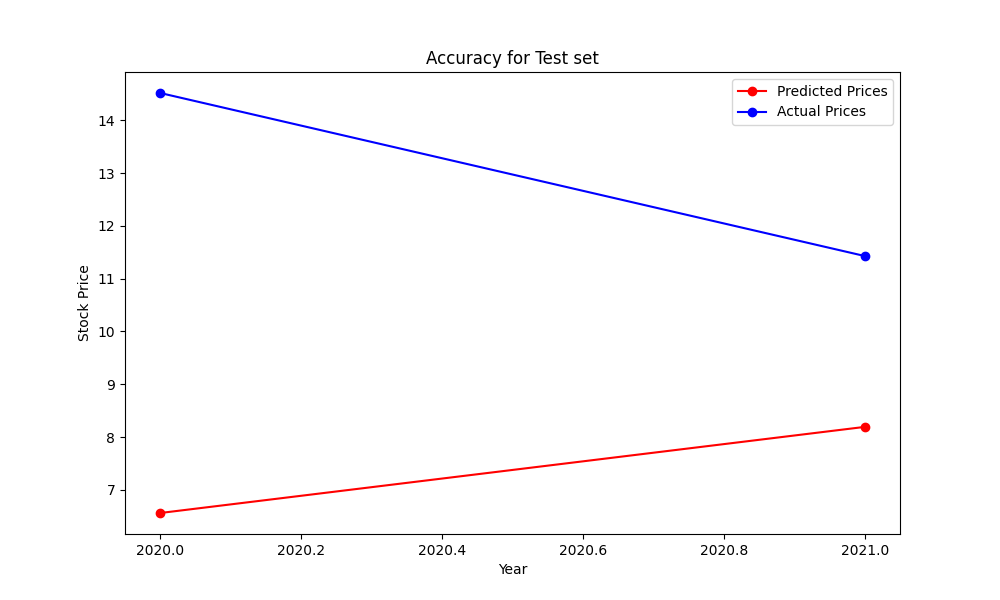 Accuracy for Test set
Predicted Prices
Actual Prices
Stock Price
14
13
12
11
10
9
8
7
2020.0 2020.2 2020.4 2020.6 2020.8 2021.0
Year